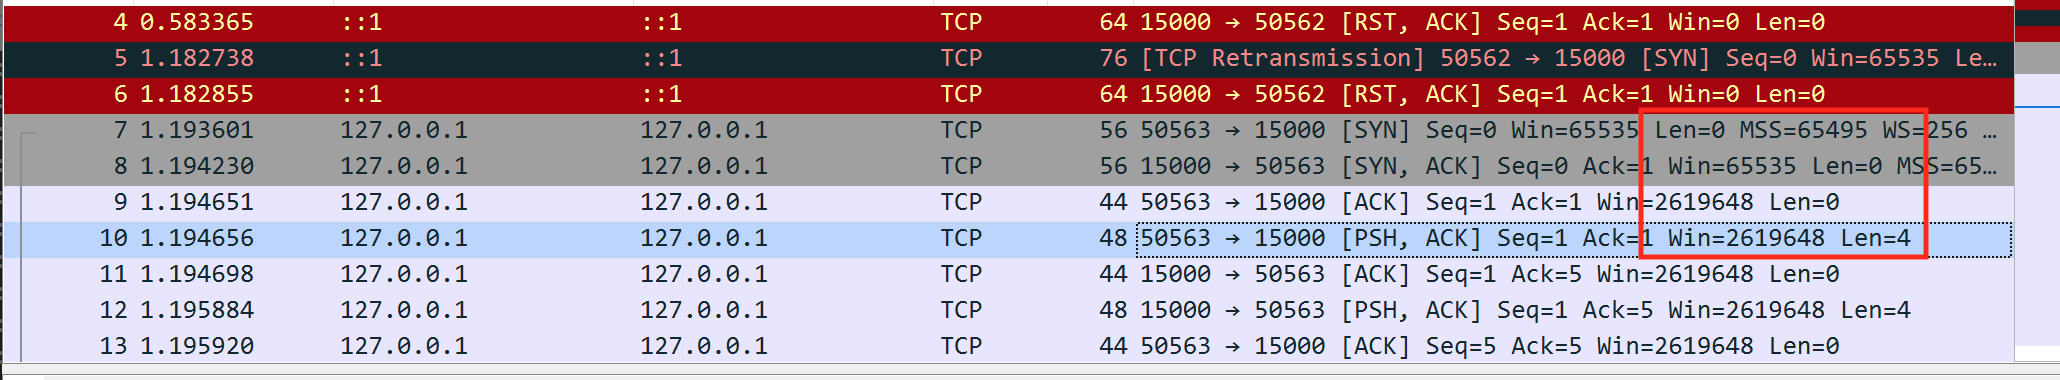 4 0.583365 ::1 ::1 TCP 64 15000 → 50562 [RST, ACK] Seq=1 Ack=1 Win=0 Len=0
5 1.182738 ::1 ::1 TCP 76 [TCP Retransmission] 50562 → 15000 [SYN] Seq=0 Win=65535 Le…
6 1.182855 ::1 ::1 TCP 64 15000 → 50562 [RST, ACK] Seq=1 Ack=1 Win=0 Len=0
7 1.193601 127.0.0.1 127.0.0.1 TCP 56 50563 → 15000 [SYN] Seq=0 Win=65535 Len=0 MSS=65495 WS=256 …
8 1.194230 127.0.0.1 127.0.0.1 TCP 56 15000 → 50563 [SYN, ACK] Seq=0 Ack=1 Win=65535 Len=0 MSS=65…
9 1.194651 127.0.0.1 127.0.0.1 TCP 44 50563 → 15000 [ACK] Seq=1 Ack=1 Win=2619648 Len=0
10 1.194656 127.0.0.1 127.0.0.1 TCP 48 50563 → 15000 [PSH, ACK] Seq=1 Ack=1 Win=2619648 Len=4
11 1.194698 127.0.0.1 127.0.0.1 TCP 44 15000 → 50563 [ACK] Seq=1 Ack=5 Win=2619648 Len=0
12 1.195884 127.0.0.1 127.0.0.1 TCP 48 15000 → 50563 [PSH, ACK] Seq=1 Ack=5 Win=2619648 Len=4
13 1.195920 127.0.0.1 127.0.0.1 TCP 44 50563 → 15000 [ACK] Seq=5 Ack=5 Win=2619648 Len=0